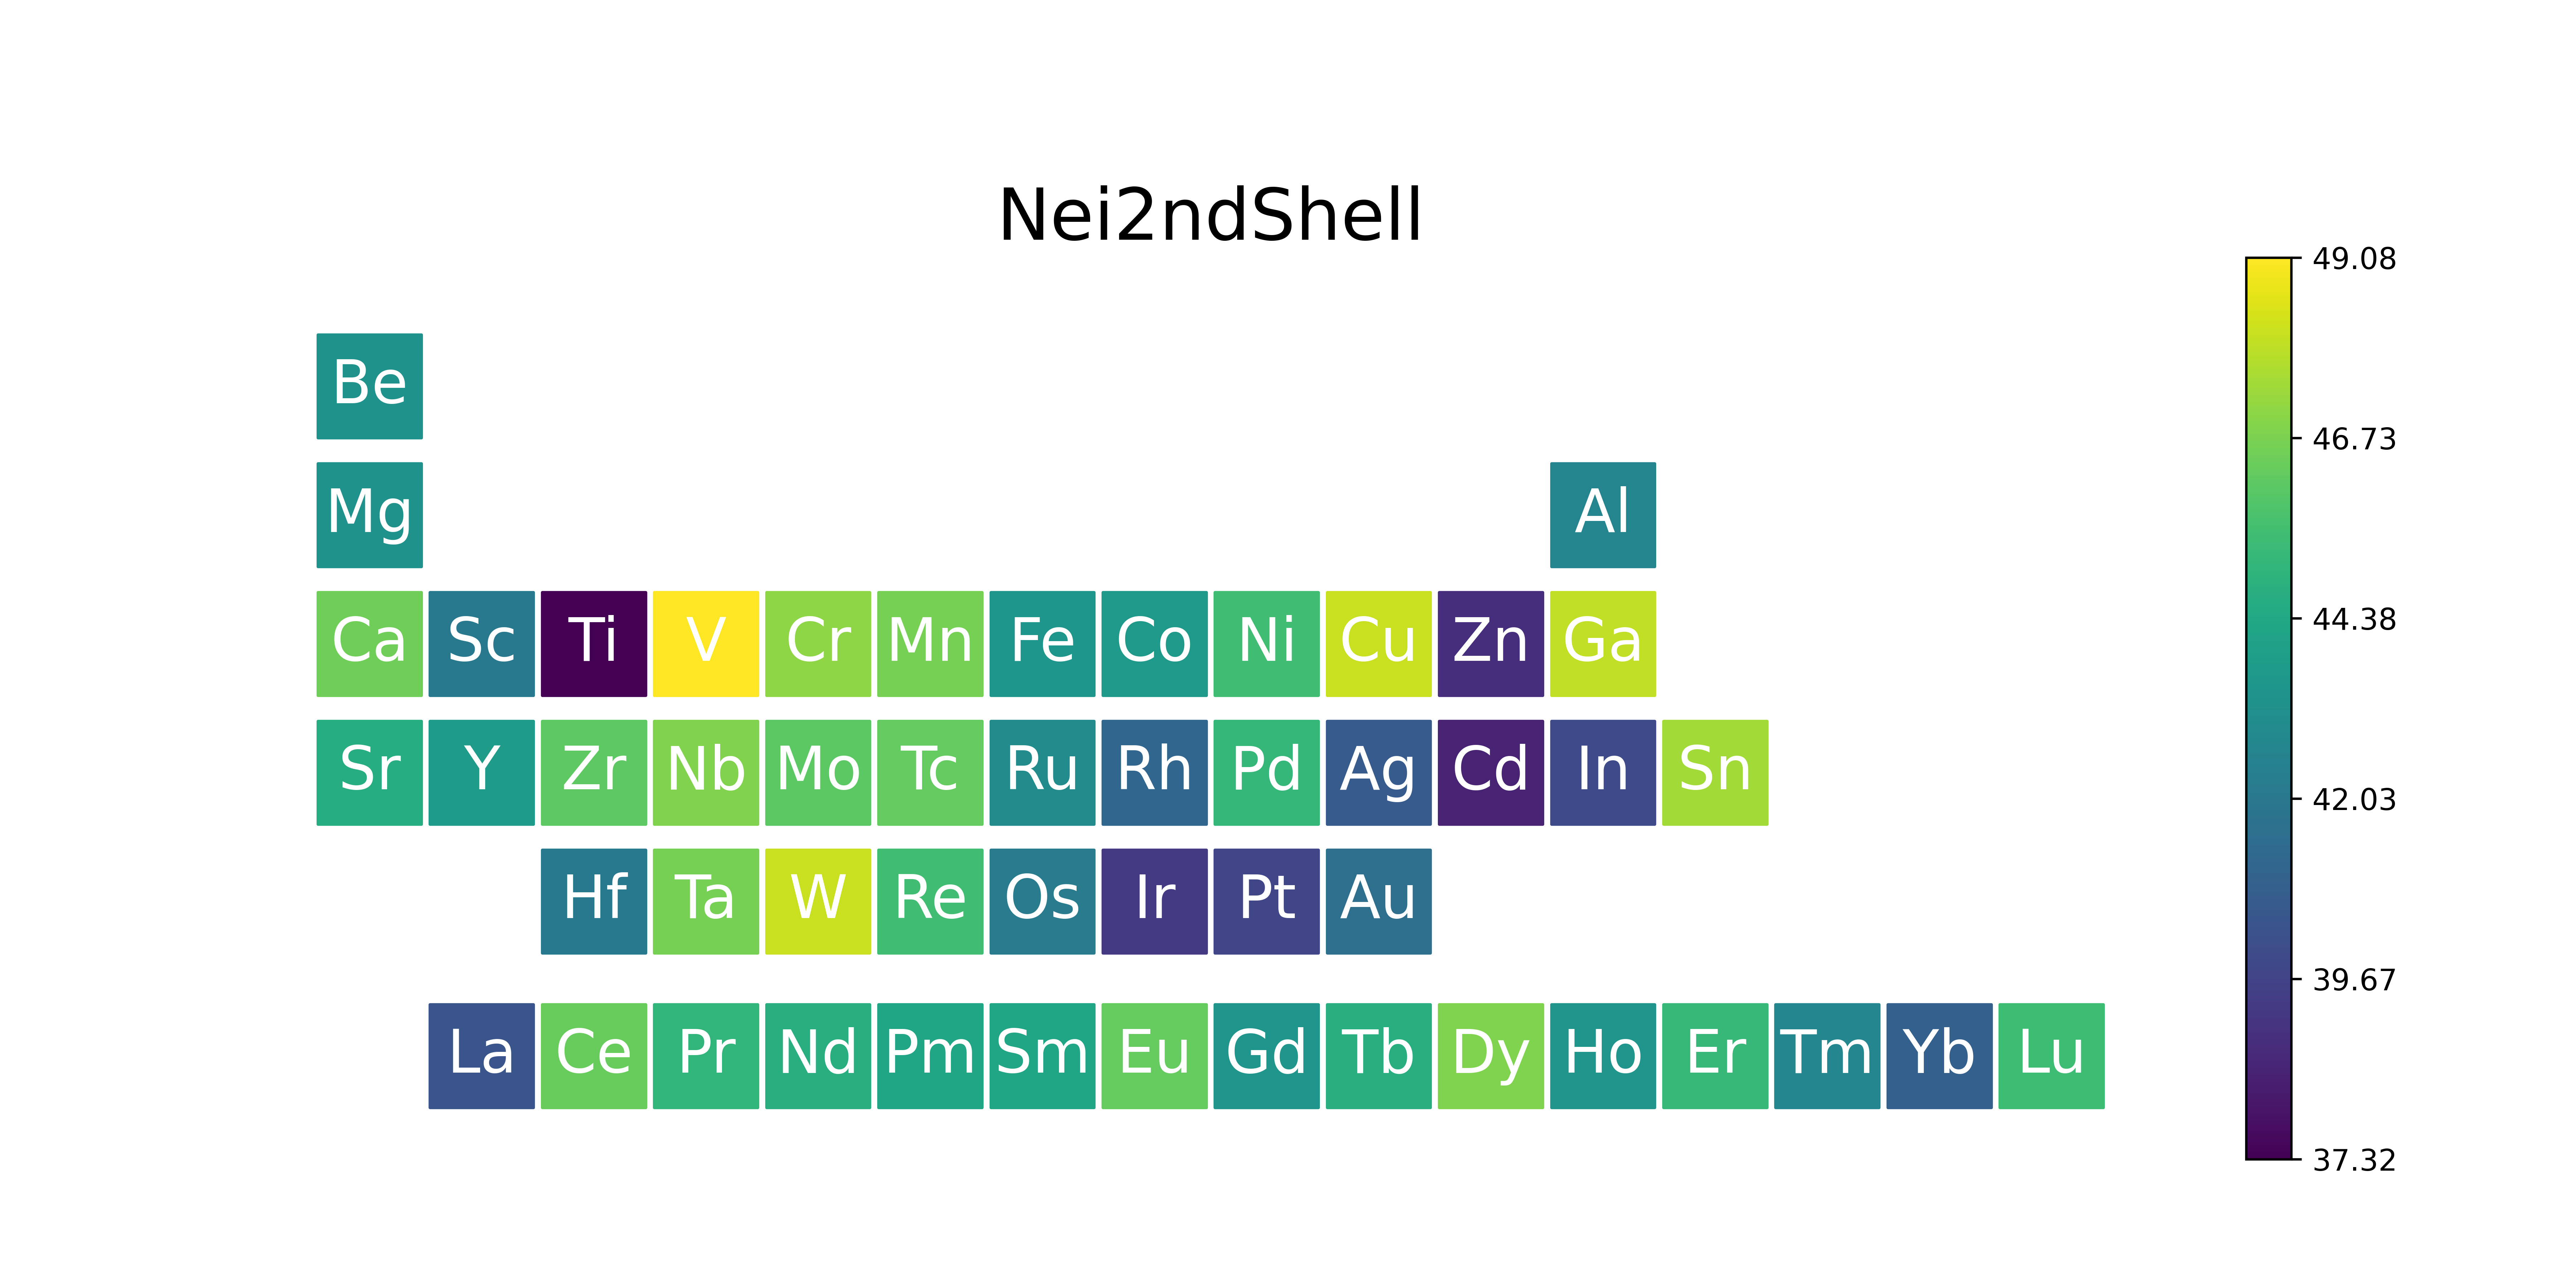 Nei2ndShell
49.08
Be
46.73
Mg Al
Ca Sc Ti V Cr Mn Fe Co Ni Cu Zn Ga
44.38
Sr Y Zr Nb Mo Tc Ru Rh Pd Ag Cd In Sn
42.03
Hf Ta W Re Os Ir Pt Au
39.67
La Ce Pr Nd Pm Sm Eu Gd Tb Dy Ho Er Tm Yb Lu
37.32